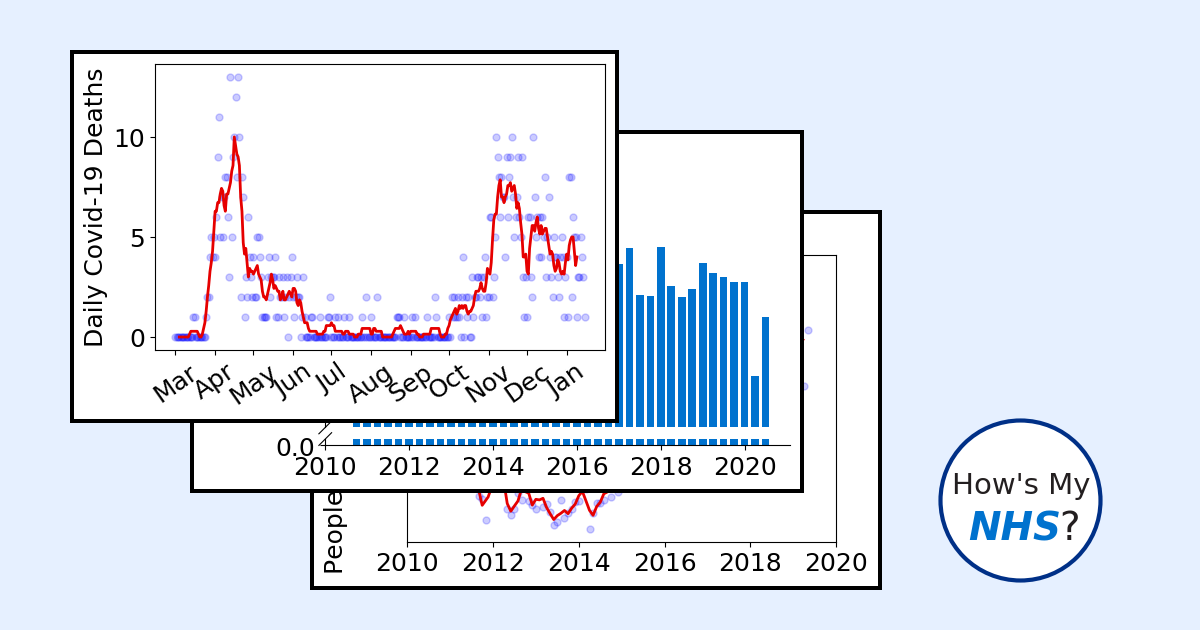 Daily Covid-19 Deaths
10
5
0
Mar Apr May Jun Jul Aug Sep Oct Nov Dec Jan
0.0
2010 2012 2014 2016 2018 2020
People
2010 2012 2014 2016 2018 2020
How's My
NHS?